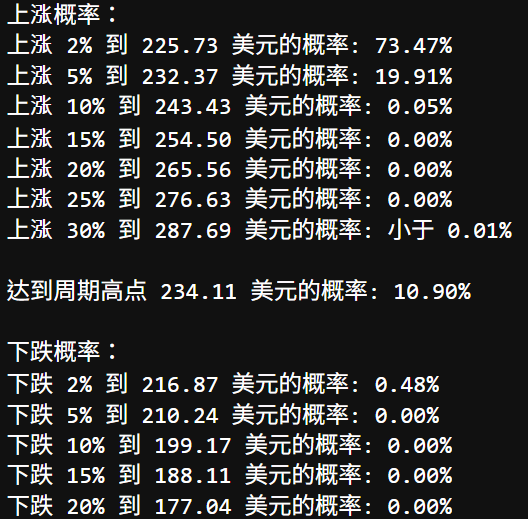 上涨概率：
上涨 2% 到 225.73 美元的概率: 73.47%
上涨 5% 到 232.37 美元的概率: 19.91%
上涨 10% 到 243.43 美元的概率: 0.05%
上涨 15% 到 254.50 美元的概率: 0.00%
上涨 20% 到 265.56 美元的概率: 0.00%
上涨 25% 到 276.63 美元的概率: 0.00%
上涨 30% 到 287.69 美元的概率: 小于 0.01%
达到周期高点 234.11 美元的概率: 10.90%
下跌概率：
下跌 2% 到 216.87 美元的概率: 0.48%
下跌 5% 到 210.24 美元的概率: 0.00%
下跌 10% 到 199.17 美元的概率: 0.00%
下跌 15% 到 188.11 美元的概率: 0.00%
下跌 20% 到 177.04 美元的概率: 0.00%